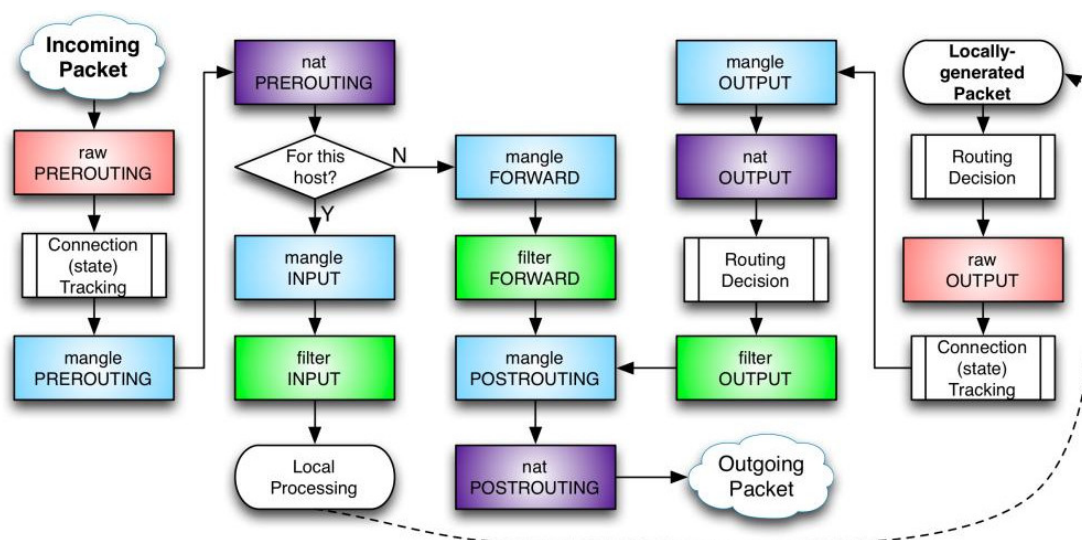 Incoming
Packet
raw
PREROUTING
Connection
(state)
Tracking
mangle
PREROUTING
nat
PREROUTING
For this
host?
N
Y
mangle
INPUT
filter
INPUT
Local
Processing
mangle
FORWARD
filter
FORWARD
mangle
POSTROUTING
nat
POSTROUTING
Outgoing
Packet
mangle
OUTPUT
nat
OUTPUT
Routing
Decision
filter
OUTPUT
Locally-
generated
Packet
Routing
Decision
raw
OUTPUT
Connection
(state)
Tracking